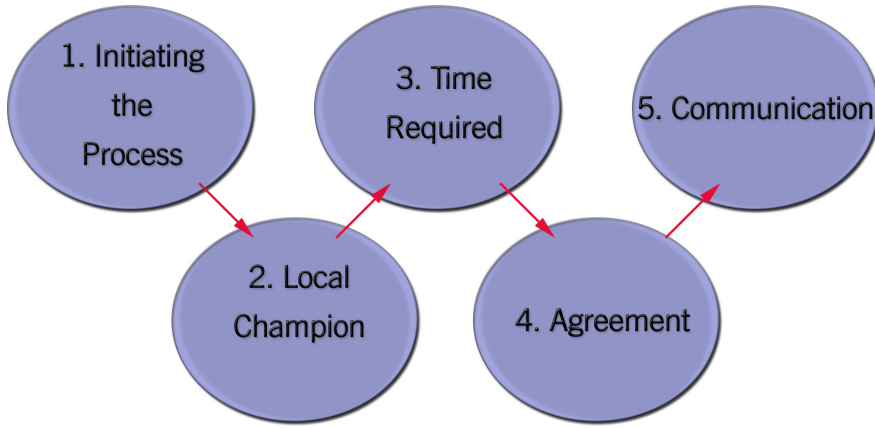 1. Initiating
the
Process
2. Local
Champion
3. Time
Required
4. Agreement
5. Communication